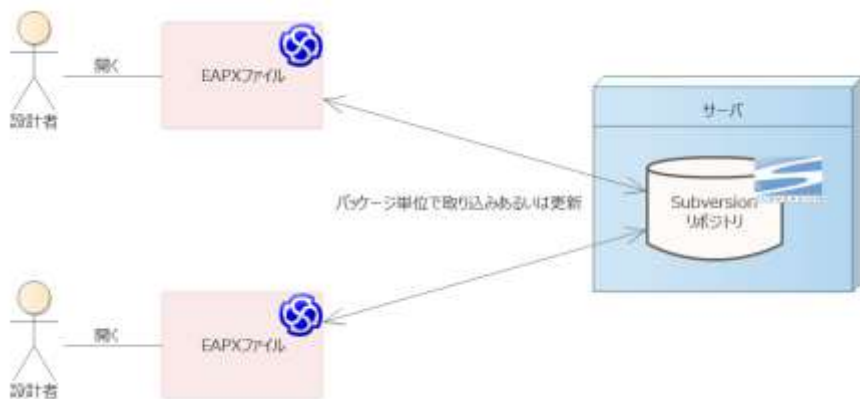 開く
EAPXファイル
設計者
サーバ
Subversion
リポジトリ
パッケージ単位で取り込みあるいは更新
開く
EAPXファイル
設計者